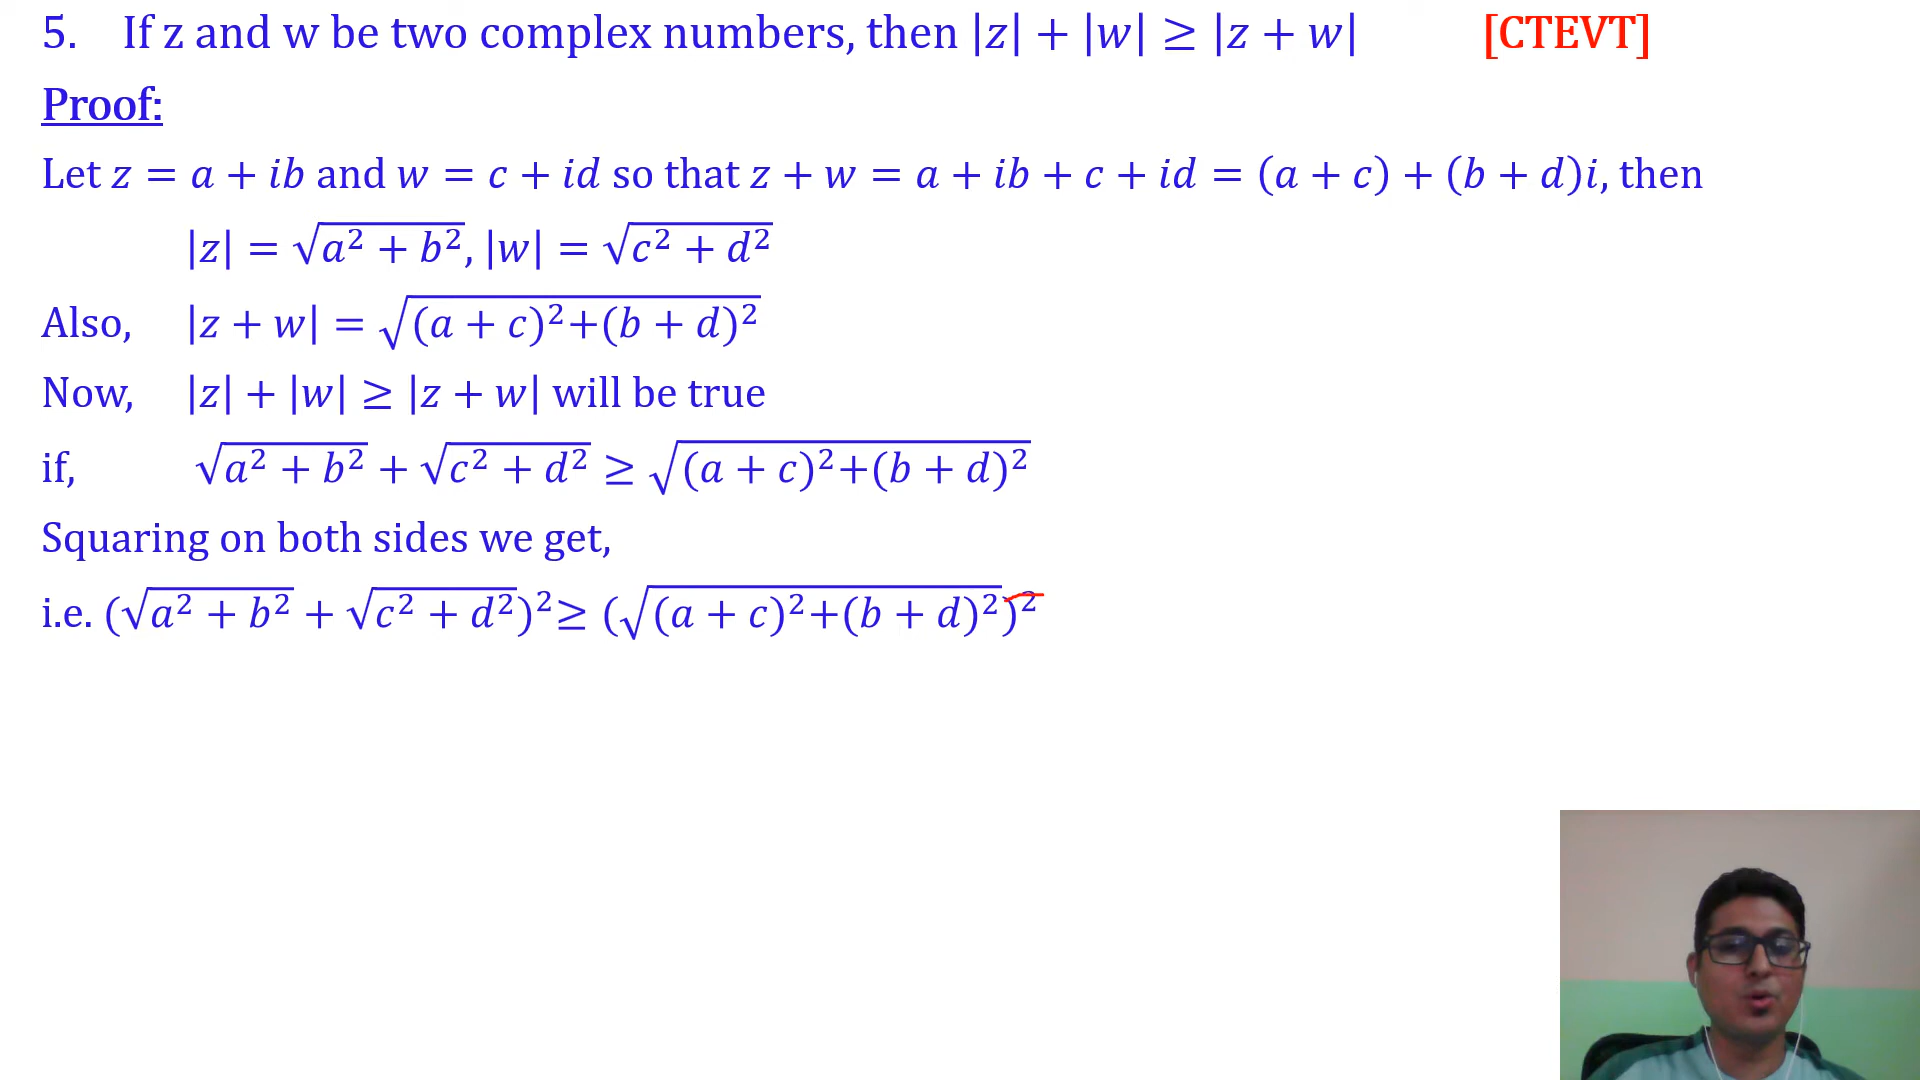 5. If z and w be two complex numbers, then |z| + |w| ≥ |z + w| [CTEVT]
Proof:
Let z = a + ib and w = c + id so that z + w = a + ib + c + id = (a + c) + (b + d)i, then
|z| = √(a² + b²), |w| = √(c² + d²)
Also, |z + w| = √((a + c)²+(b + d)²)
Now, |z| + |w| ≥ |z + w| will be true
if, √(a² + b²) + √(c² + d²) ≥ √((a + c)²+(b + d)²)
Squaring on both sides we get,
i.e. (√(a² + b²) + √(c² + d²))²≥ (√((a + c)²+(b + d)²))²